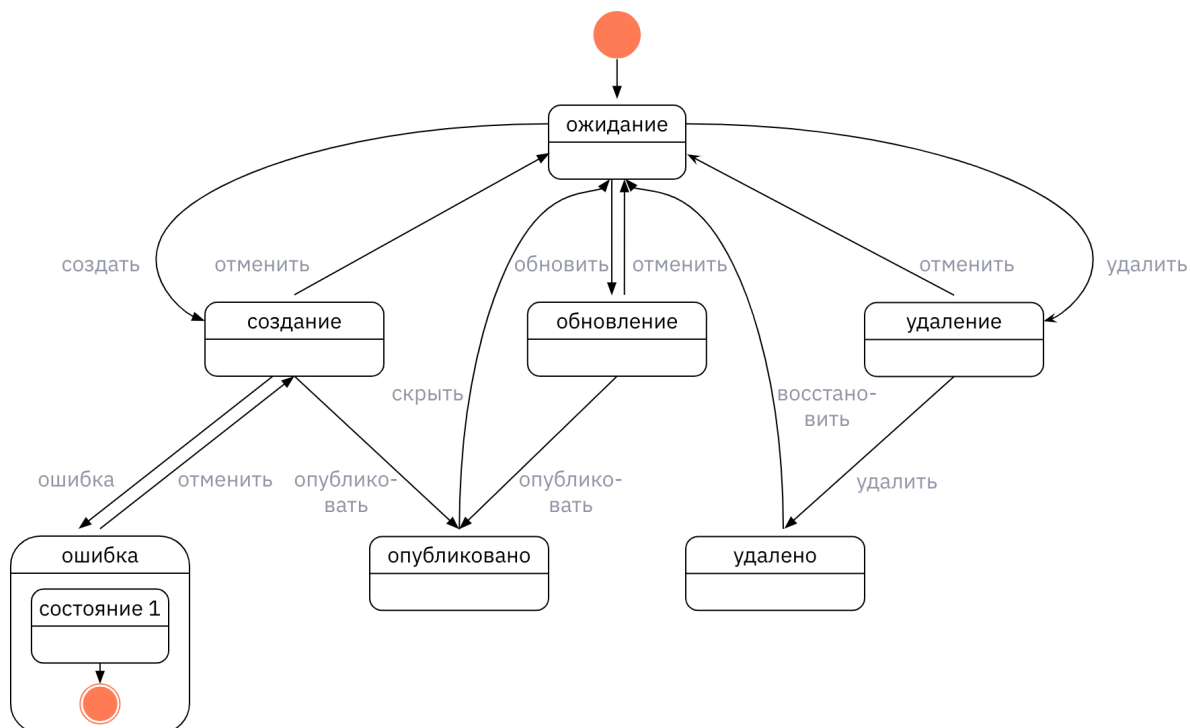 ожидание
создать
отменить
обновить
отменить
отменить
удалить
создание
обновление
удаление
скрыть
восстано-
вить
ошибка
отменить
опублико-
вать
опублико-
вать
удалить
ошибка
опубликовано
удалено
состояние 1